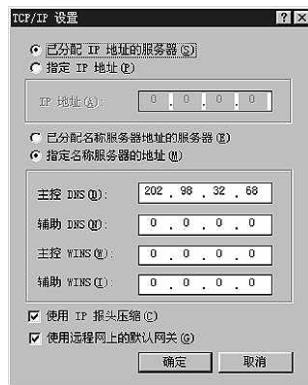 TCP/IP 设置
已分配 IP 地址的服务器(S)
指定 IP 地址(P)
IP 地址(A): 0 . 0 . 0 . 0
已分配名称服务器地址的服务器(E)
指定名称服务器的地址(M)
主控 DNS(D): 202 . 98 . 32 . 68
辅助 DNS(N): 0 . 0 . 0 . 0
主控 WINS(W): 0 . 0 . 0 . 0
辅助 WINS(I): 0 . 0 . 0 . 0
使用 IP 报头压缩(C)
使用远程网上的默认网关(G)
确定 取消